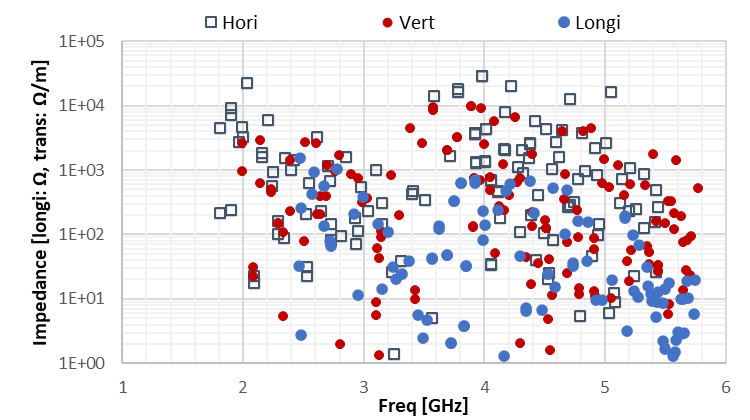 Hori Vert Longi
Impedance [longi: Ω, trans: Ω/m]
1E+05
1E+04
1E+03
1E+02
1E+01
1E+00
1 2 3 4 5 6
Freq [GHz]